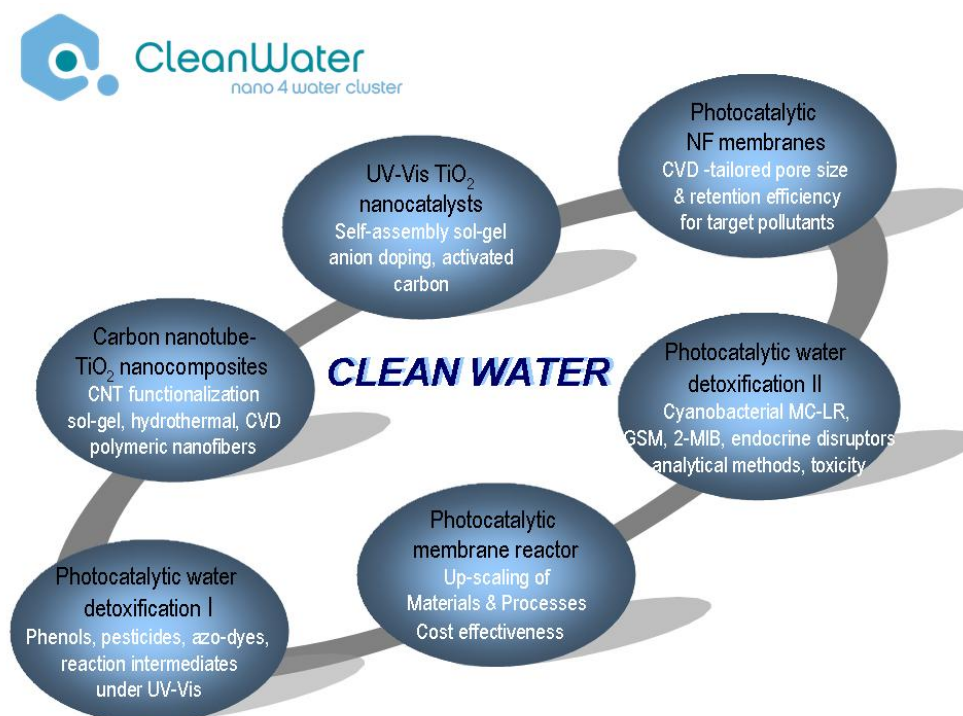 CleanWater
nano 4 water cluster
Photocatalytic
NF membranes
CVD -tailored pore size
& retention efficiency
for target pollutants
UV-Vis TiO₂
nanocatalysts
Self-assembly sol-gel
anion doping, activated
carbon
Carbon nanotube-
TiO₂ nanocomposites
CNT functionalization
sol-gel, hydrothermal, CVD
polymeric nanofibers
CLEAN WATER
Photocatalytic water
detoxification II
Cyanobacterial MC-LR,
GSM, 2-MIB, endocrine disruptors
analytical methods, toxicity
Photocatalytic
membrane reactor
Up-scaling of
Materials & Processes
Cost effectiveness
Photocatalytic water
detoxification I
Phenols, pesticides, azo-dyes,
reaction intermediates
under UV-Vis